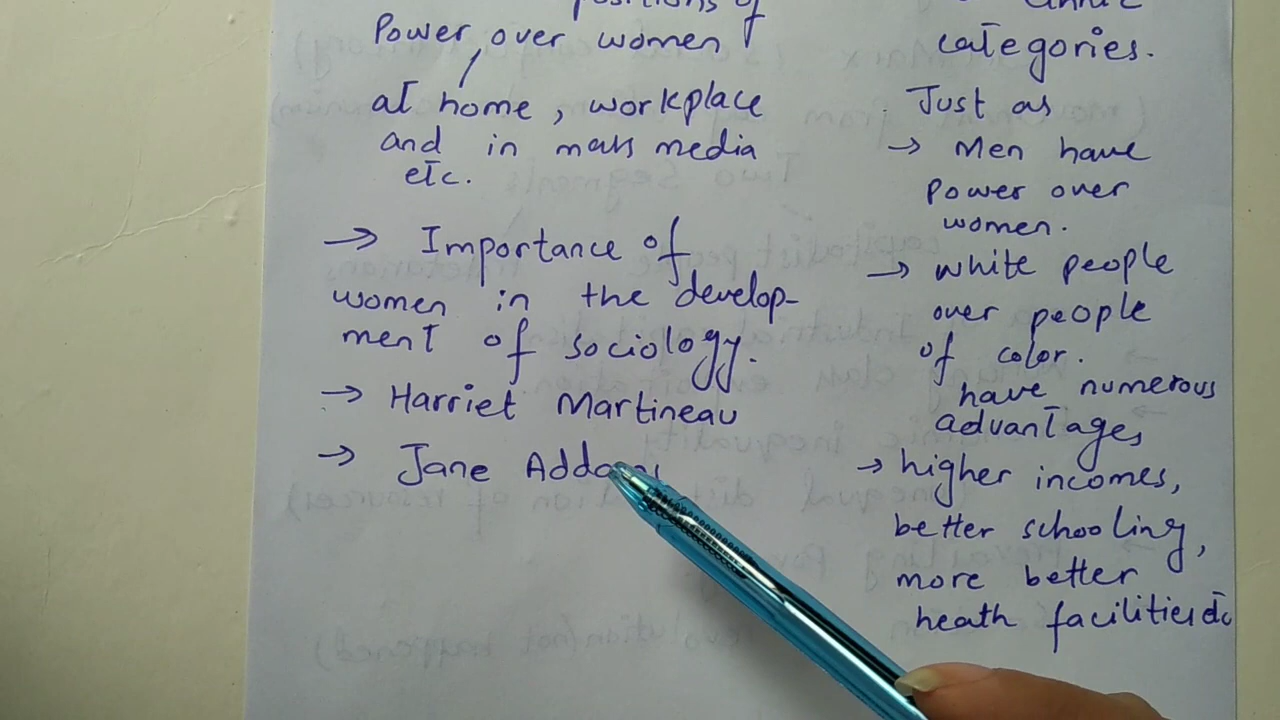 positions of
Power over women
at home, workplace
and in mass media
etc.
→ Importance of
women in the develop-
ment of sociology.
→ Harriet Martineau
→ Jane
categories.
Just as
→ Men have
power over
women.
→ white people
over people
of color.
have numerous
advantages
→ higher incomes,
better schooling,
more better
heath facilities etc